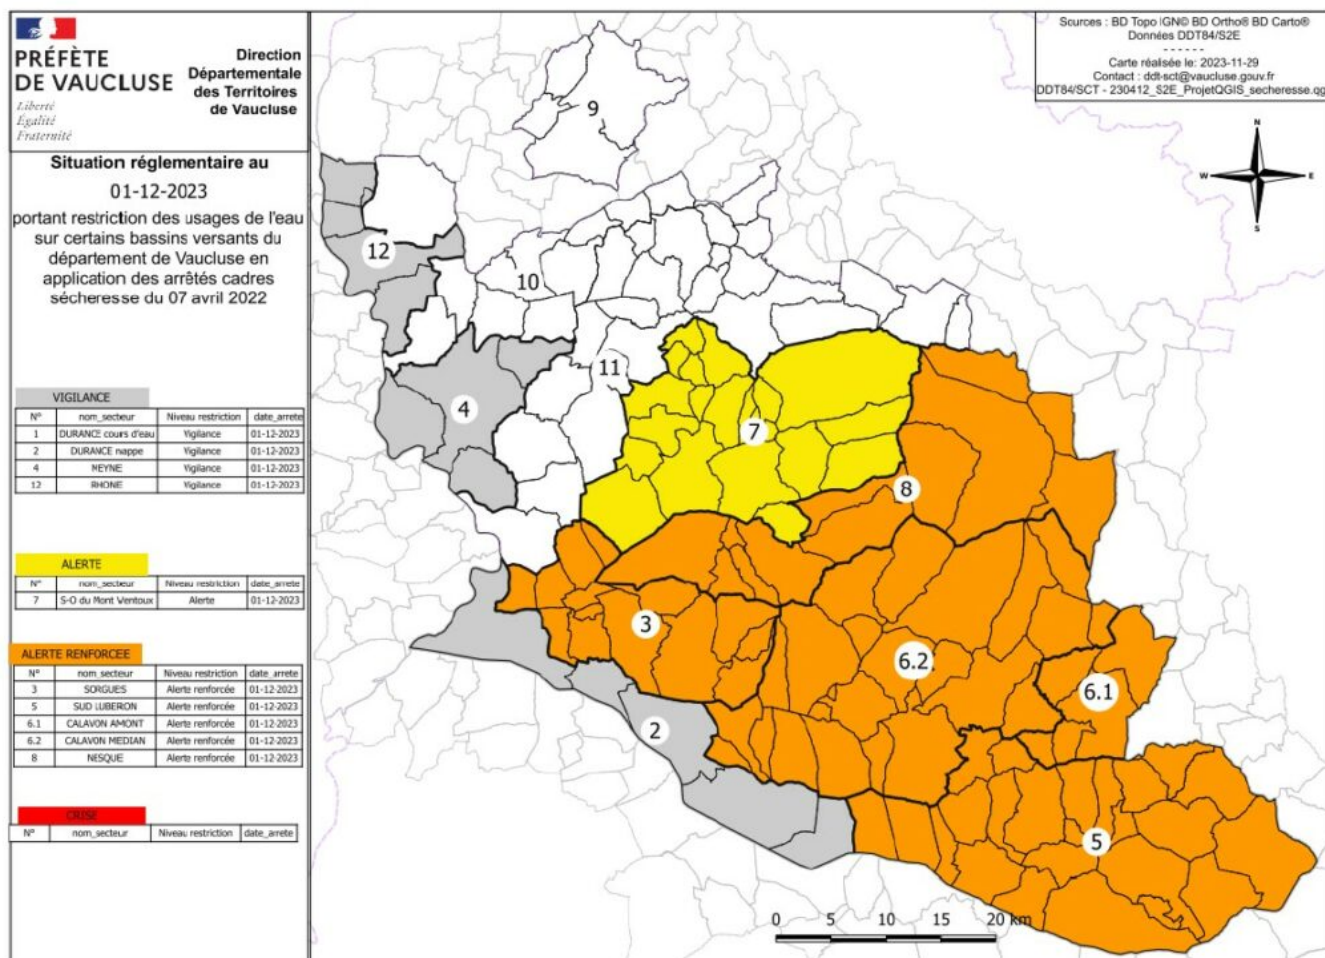 PRÉFÈTE
DE VAUCLUSE
Liberté
Égalité
Fraternité
Direction
Départementale
des Territoires
de Vaucluse
Situation réglementaire au
01-12-2023
portant restriction des usages de l'eau
sur certains bassins versants du
département de Vaucluse en
application des arrêtés cadres
sécheresse du 07 avril 2022
VIGILANCE
N° nom_secteur Niveau restriction date_arrete
1 DURANCE cours d'eau Vigilance 01-12-2023
2 DURANCE nappe Vigilance 01-12-2023
4 MEYNE Vigilance 01-12-2023
12 RHONE Vigilance 01-12-2023
ALERTE
N° nom_secteur Niveau restriction date_arrete
7 S-O du Mont Ventoux Alerte 01-12-2023
ALERTE RENFORCEE
N° nom_secteur Niveau restriction date_arrete
3 SORGUES Alerte renforcée 01-12-2023
5 SUD LUBERON Alerte renforcée 01-12-2023
6.1 CALAVON AMONT Alerte renforcée 01-12-2023
6.2 CALAVON MEDIAN Alerte renforcée 01-12-2023
8 NESQUE Alerte renforcée 01-12-2023
CRISE
N° nom_secteur Niveau restriction date_arrete
Sources : BD Topo IGN© BD Ortho® BD Carto®
Données DDT84/S2E
- - - - - -
Carte réalisée le: 2023-11-29
Contact : ddt-sct@vaucluse.gouv.fr
DDT84/SCT - 230412_S2E_ProjetQGIS_secheresse.qg
N
W E
S
9
12
10
11
4
7
8
3
6.2
6.1
2
5
0 5 10 15 20 km